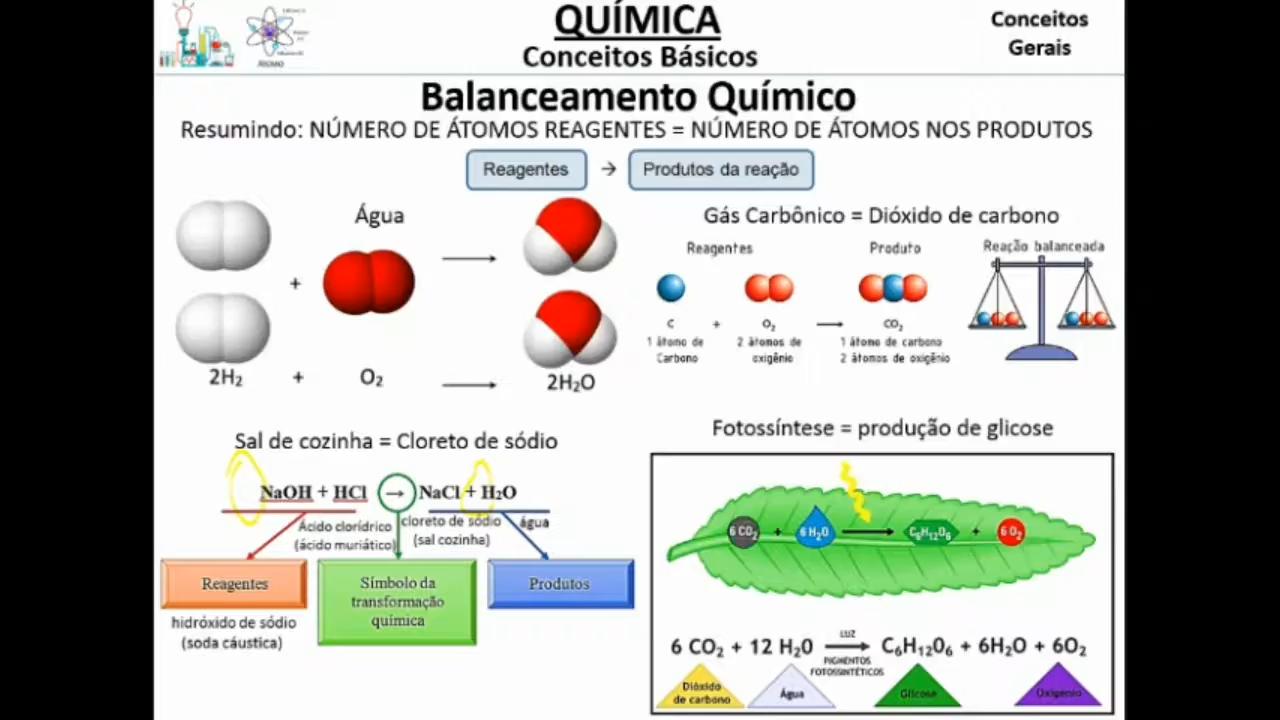 QUÍMICA
Conceitos Básicos
Conceitos
Gerais
ÁTOMO
Balanceamento Químico
Resumindo: NÚMERO DE ÁTOMOS REAGENTES = NÚMERO DE ÁTOMOS NOS PRODUTOS
Reagentes → Produtos da reação
Água
+
2H₂ + O₂ → 2H₂O
Gás Carbônico = Dióxido de carbono
Reagentes Produto Reação balanceada
C + O₂ → CO₂
1 átomo de Carbono
2 átomos de oxigênio
1 átomo de carbono
2 átomos de oxigênio
Sal de cozinha = Cloreto de sódio
NaOH + HCl → NaCl + H₂O
Ácido clorídrico
(ácido muriático)
cloreto de sódio
(sal cozinha)
água
Reagentes
Símbolo da
transformação
química
Produtos
hidróxido de sódio
(soda cáustica)
Fotossíntese = produção de glicose
6 CO₂ + 6 H₂O → C₆H₁₂O₆ + 6 O₂
6 CO₂ + 12 H₂0 LUZ → PIGMENTOS FOTOSSINTÉTICOS C₆H₁₂0₆ + 6H₂O + 6O₂
Dióxido
de carbono
Água
Glicose
Oxigênio